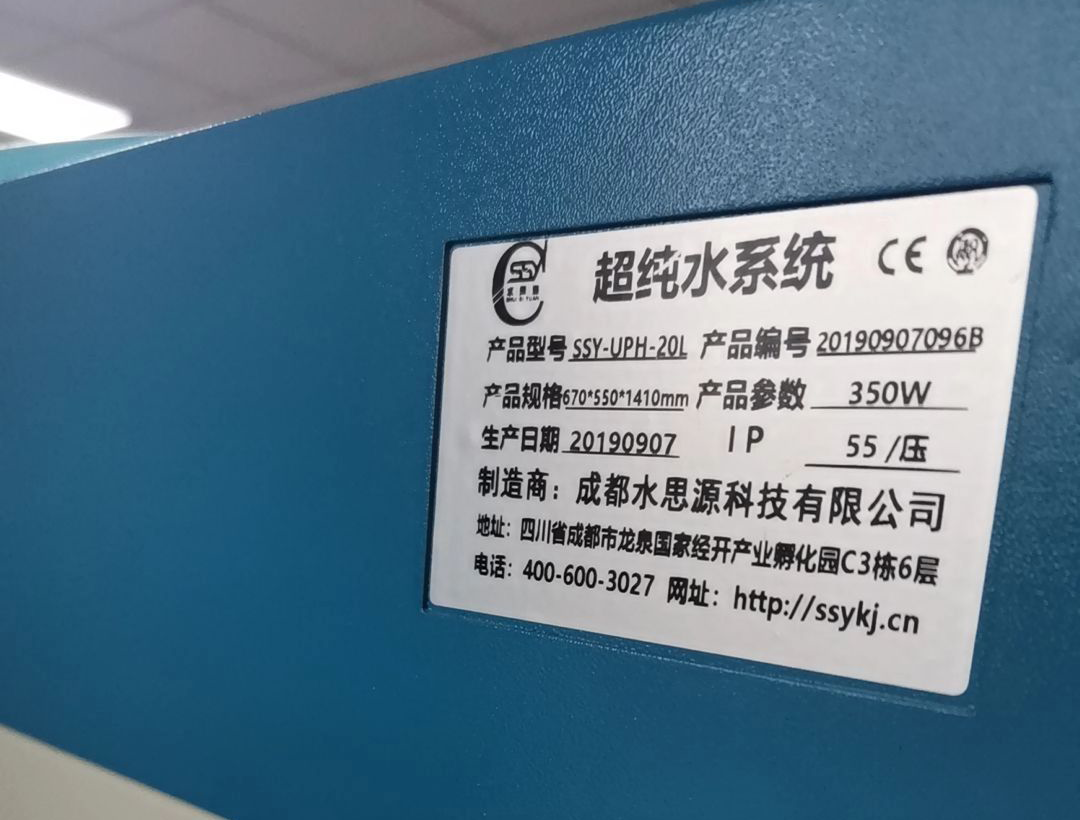 SSY
SHUI SI YUAN
超纯水系统 CE
产品型号 SSY-UPH-20L 产品编号 20190907096B
产品规格 670*550*1410mm 产品参数 350W
生产日期 20190907 IP 55 /压
制造商：成都水思源科技有限公司
地址：四川省成都市龙泉国家经开产业孵化园C3栋6层
电话：400-600-3027 网址：http://ssykj.cn